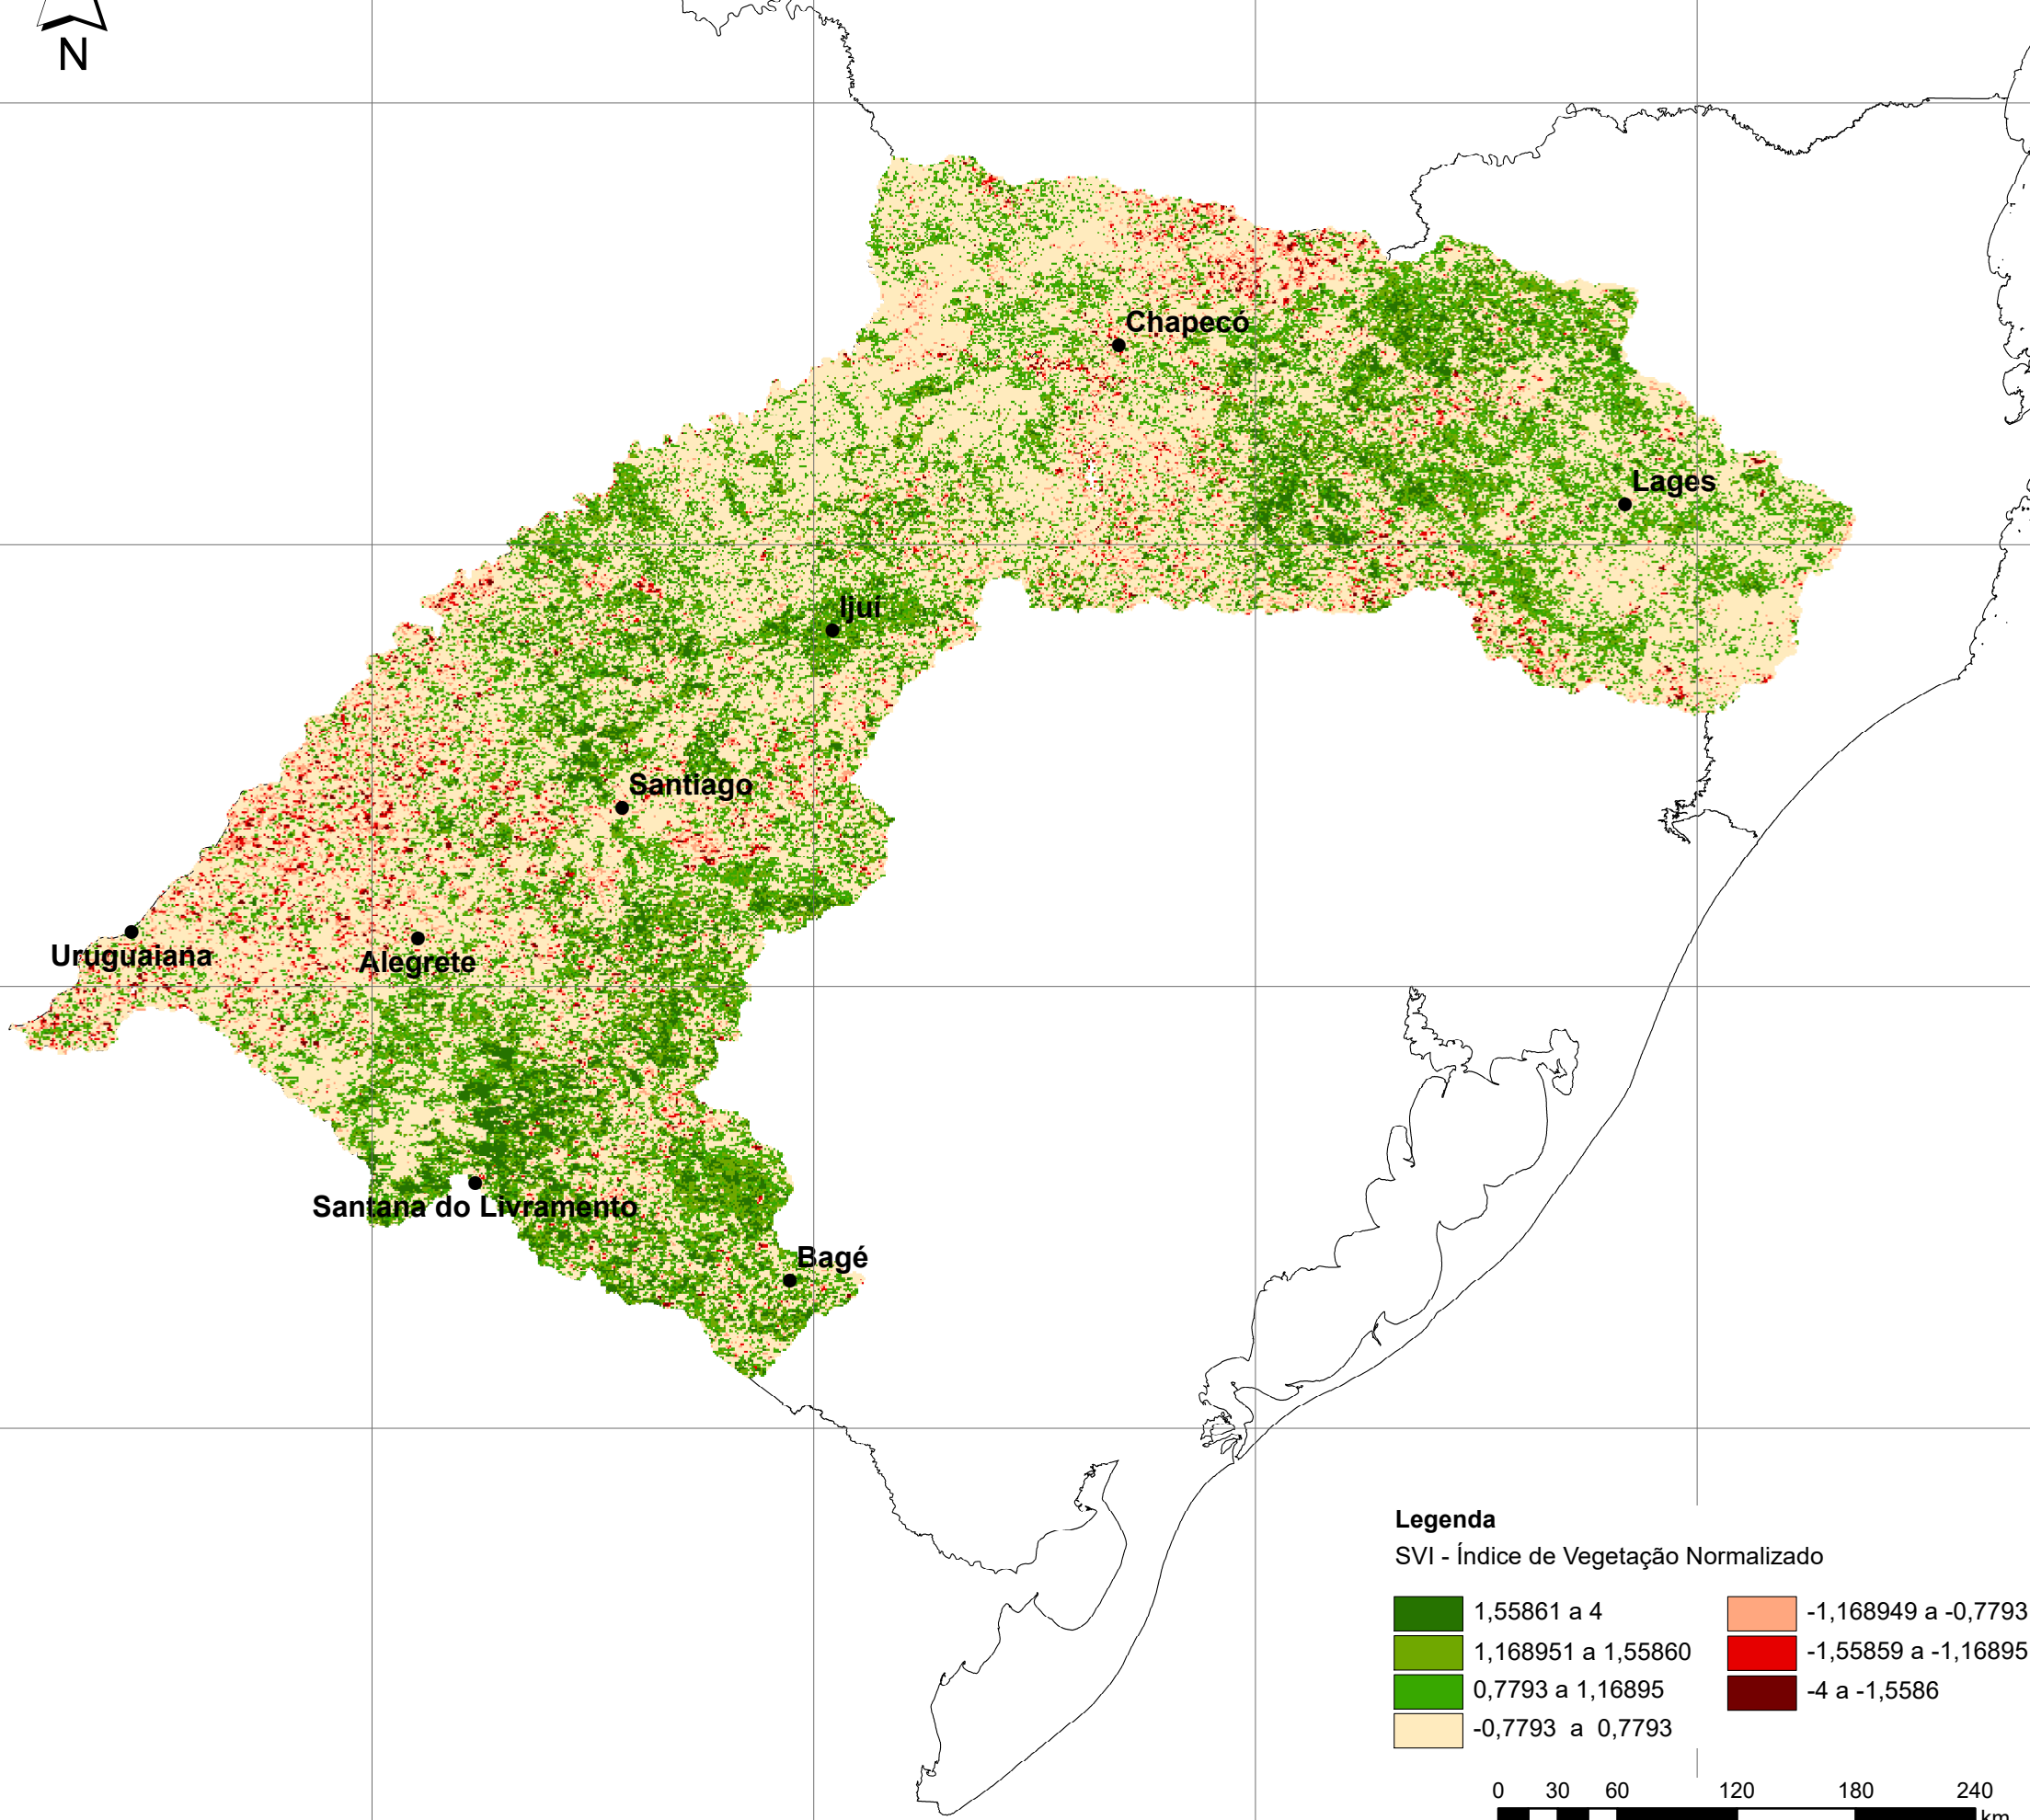 N
Chapecó
Lages
Ijuí
Santiago
Uruguaiana
Alegrete
Santana do Livramento
Bagé
Legenda
SVI - Índice de Vegetação Normalizado
1,55861 a 4
1,168951 a 1,55860
0,7793 a 1,16895
-0,7793 a 0,7793
-1,168949 a -0,7793
-1,55859 a -1,16895
-4 a -1,5586
0 30 60 120 180 240
km